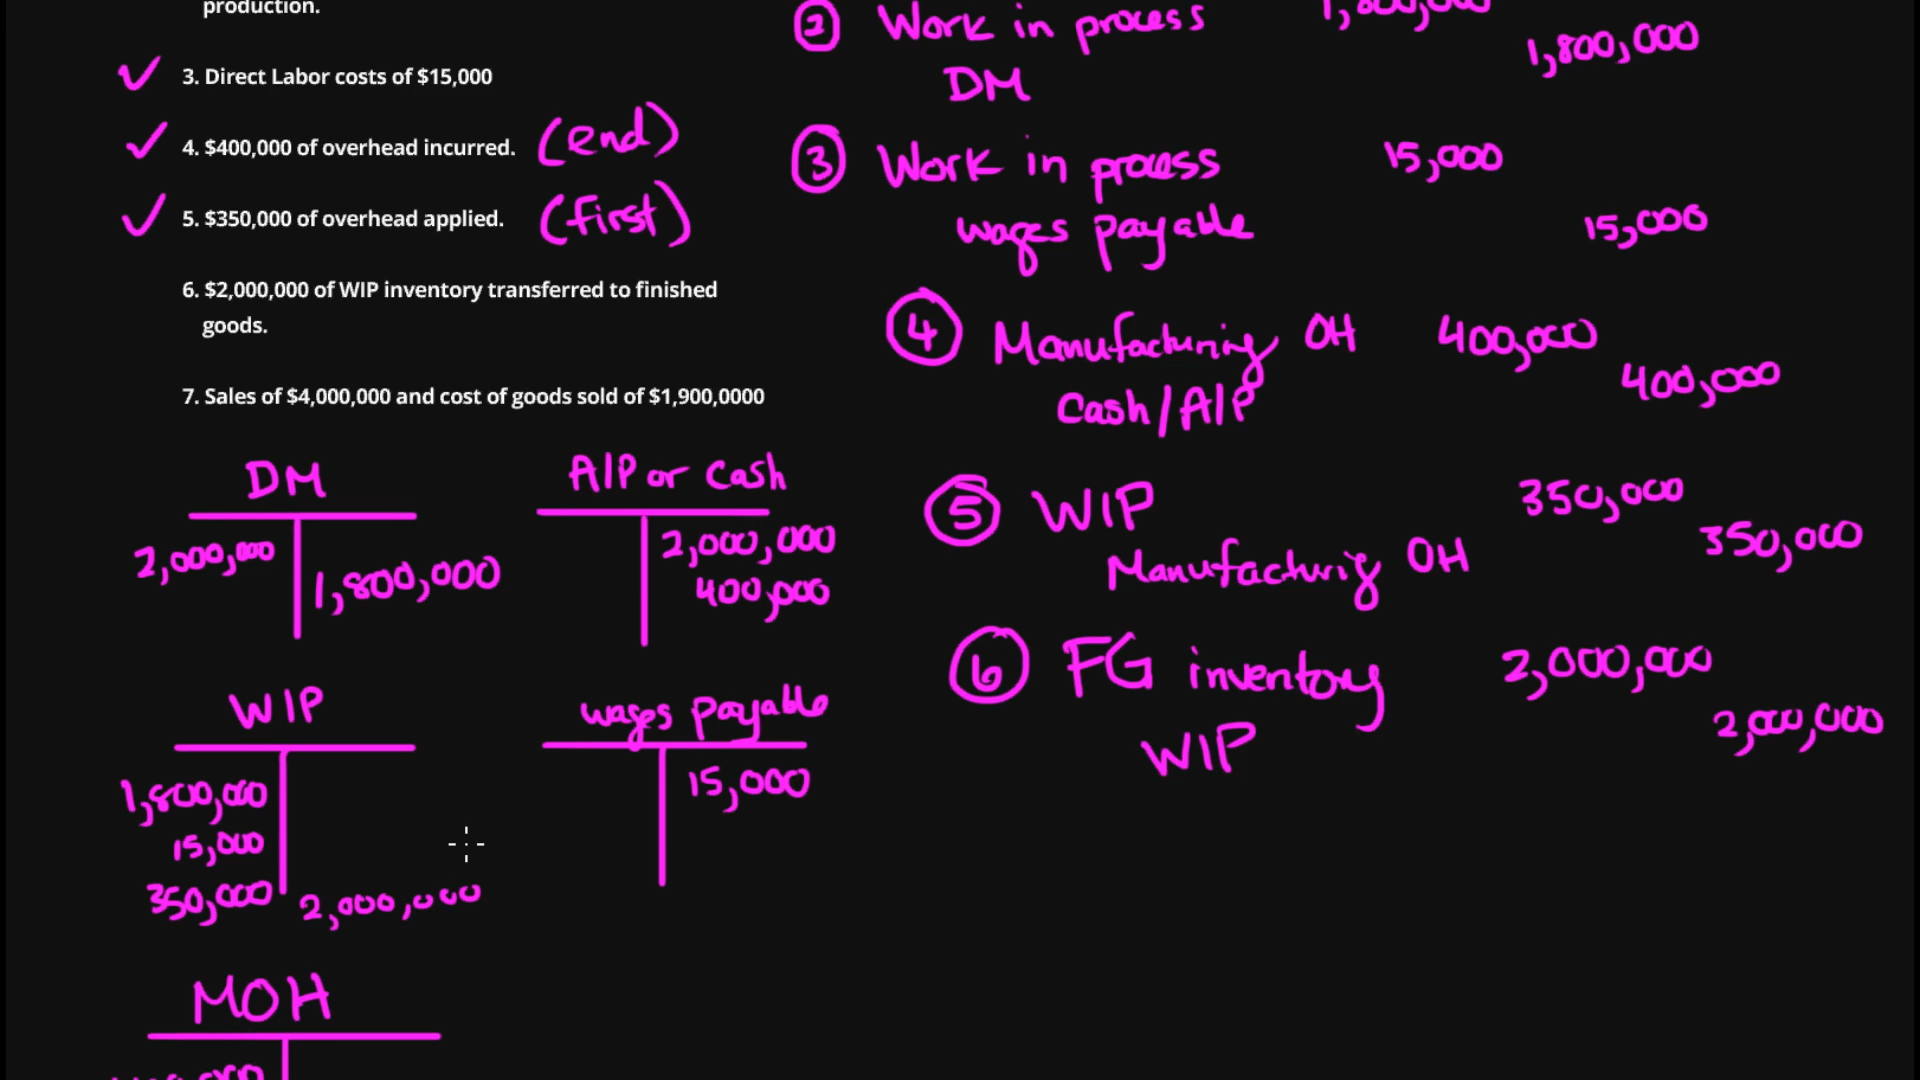 production.
3. Direct Labor costs of $15,000
4. $400,000 of overhead incurred. (end)
5. $350,000 of overhead applied. (first)
6. $2,000,000 of WIP inventory transferred to finished
goods.
7. Sales of $4,000,000 and cost of goods sold of $1,900,0000
DM
2,000,000 1,800,000
A/P or Cash
2,000,000
400,000
WIP
1,800,000
15,000
350,000 2,000,000
wages payable
15,000
MOH
2 Work in process 1,800,000
DM 1,800,000
3 Work in process 15,000
wages payable 15,000
4 Manufacturing OH 400,000
Cash/A/P 400,000
5 WIP 350,000
Manufacturing OH 350,000
6 FG inventory 2,000,000
WIP 2,000,000